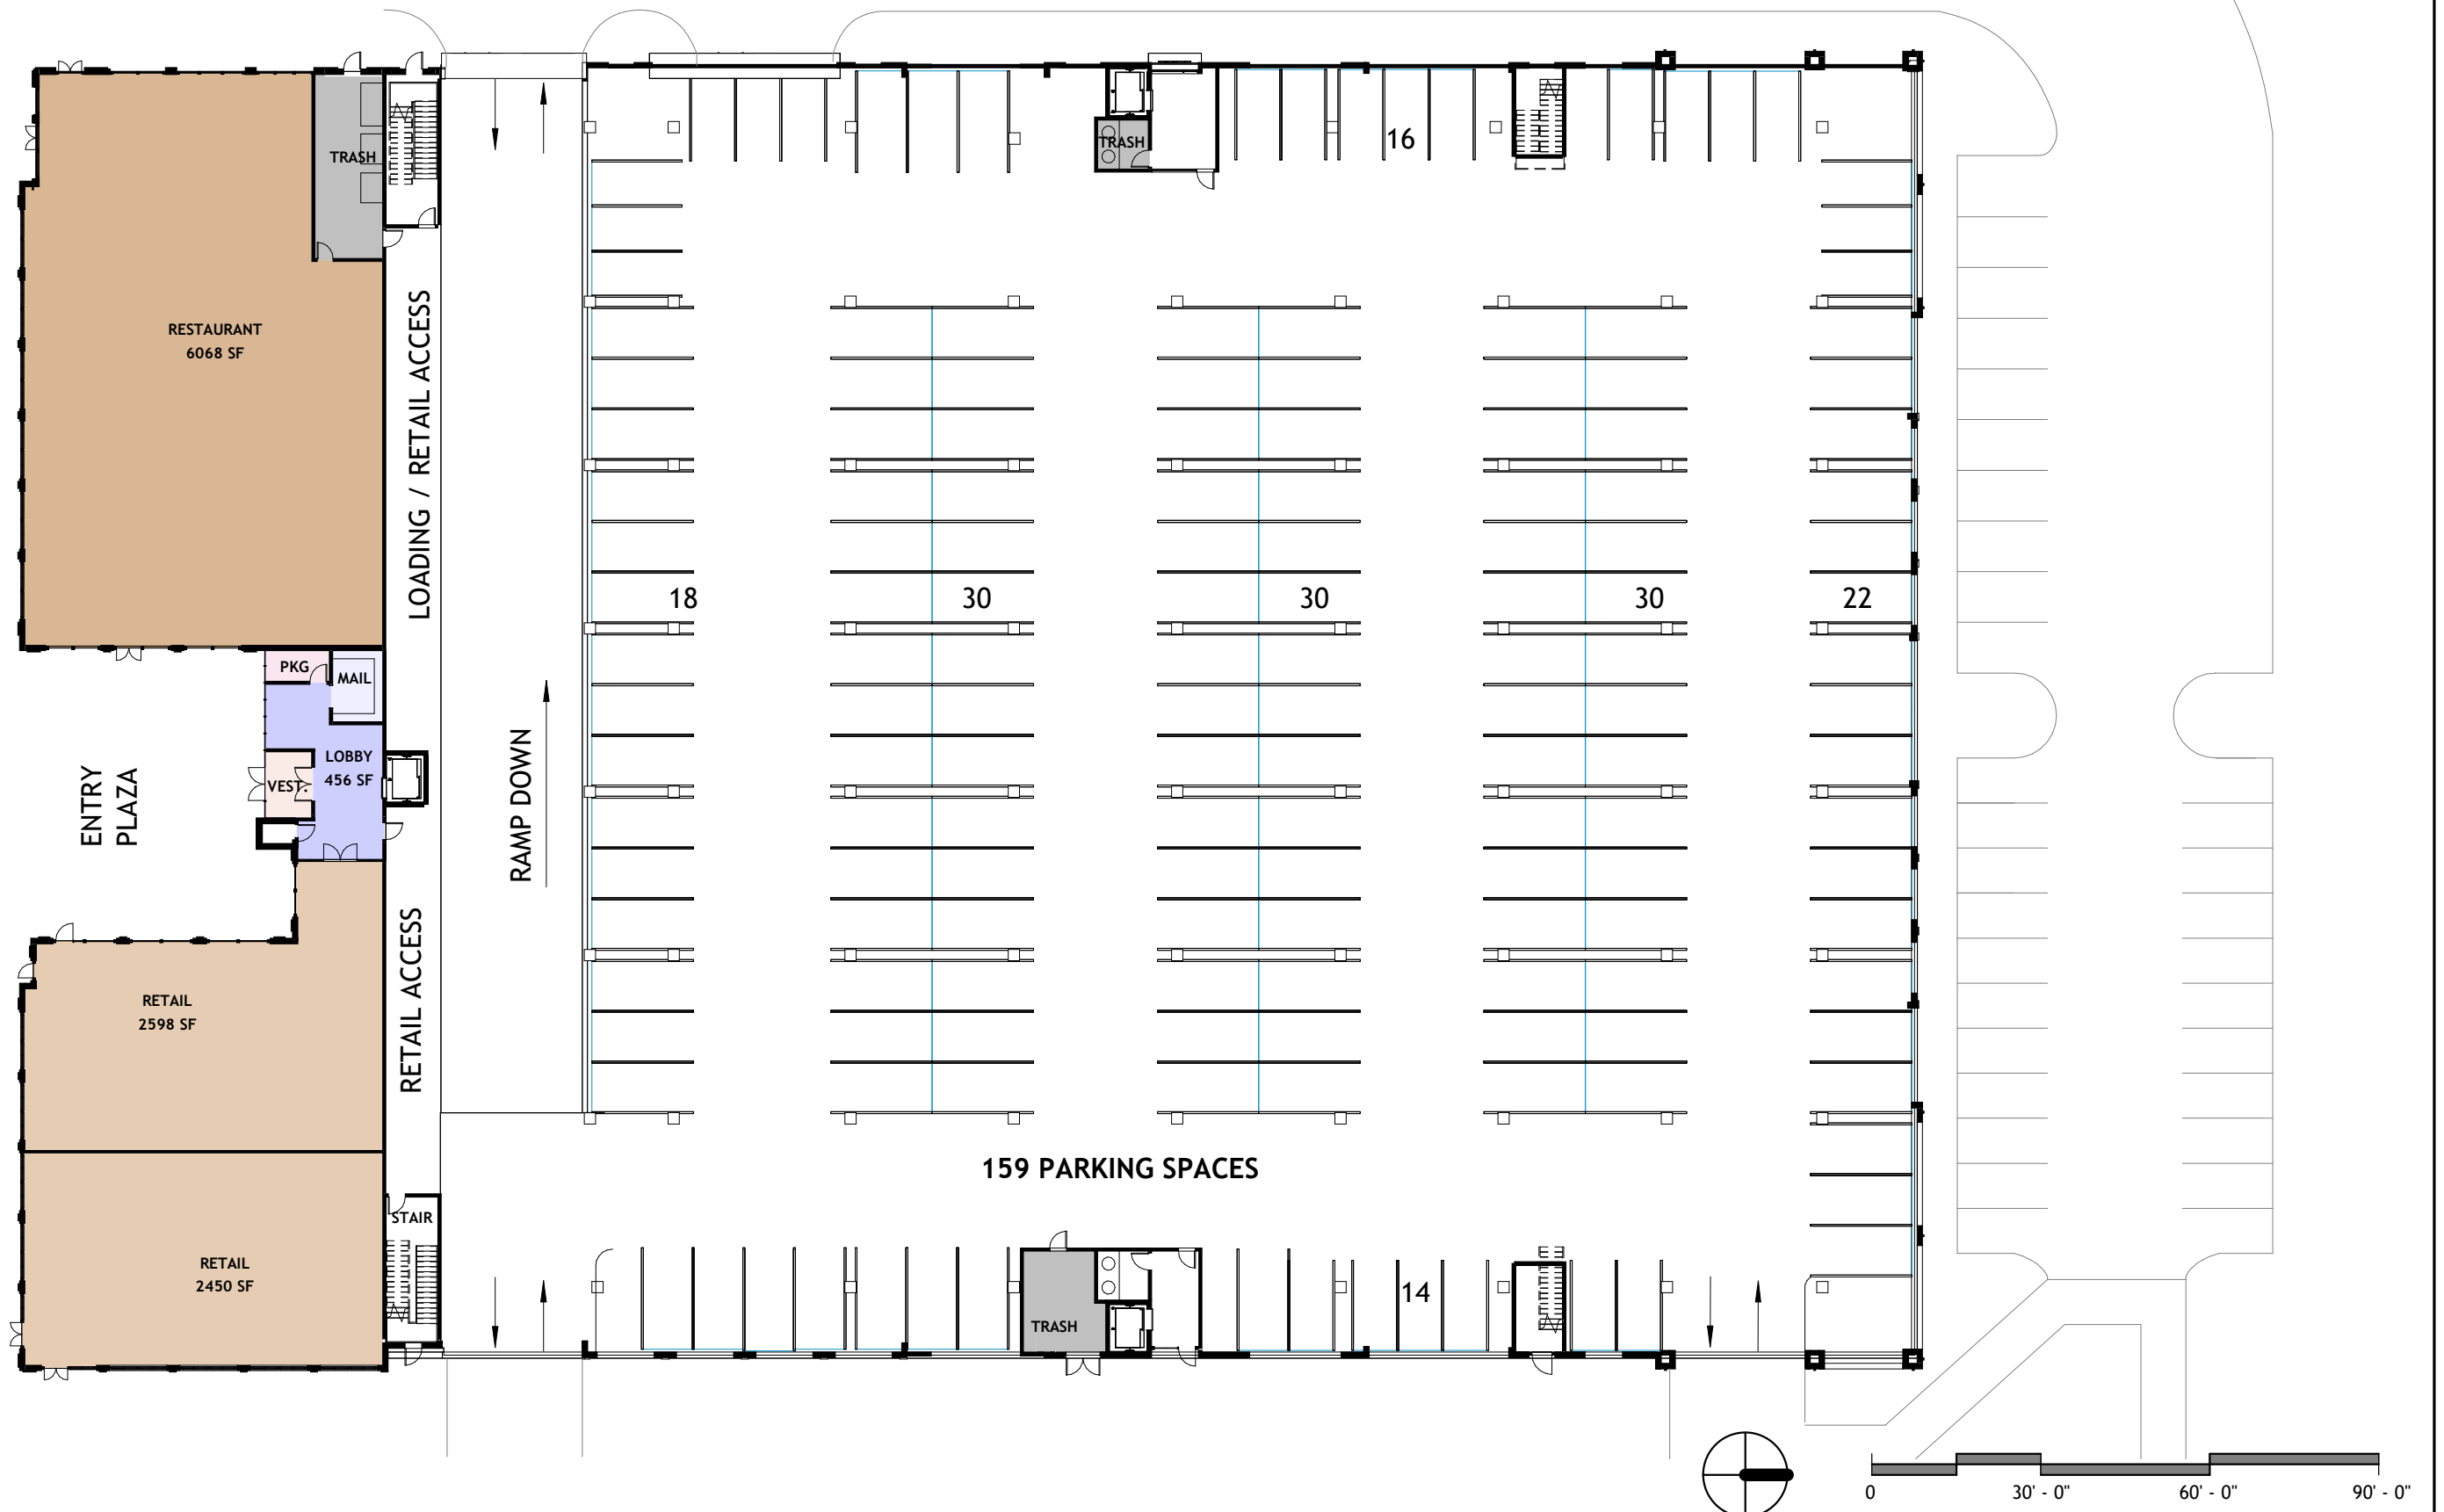 TRASH
TRASH
16
RESTAURANT
6068 SF
LOADING / RETAIL ACCESS
18
30
30
30
22
PKG
MAIL
LOBBY
456 SF
VEST.
ENTRY
PLAZA
RAMP DOWN
RETAIL
2598 SF
RETAIL ACCESS
159 PARKING SPACES
STAIR
RETAIL
2450 SF
TRASH
14
0
30' - 0"
60' - 0"
90' - 0"